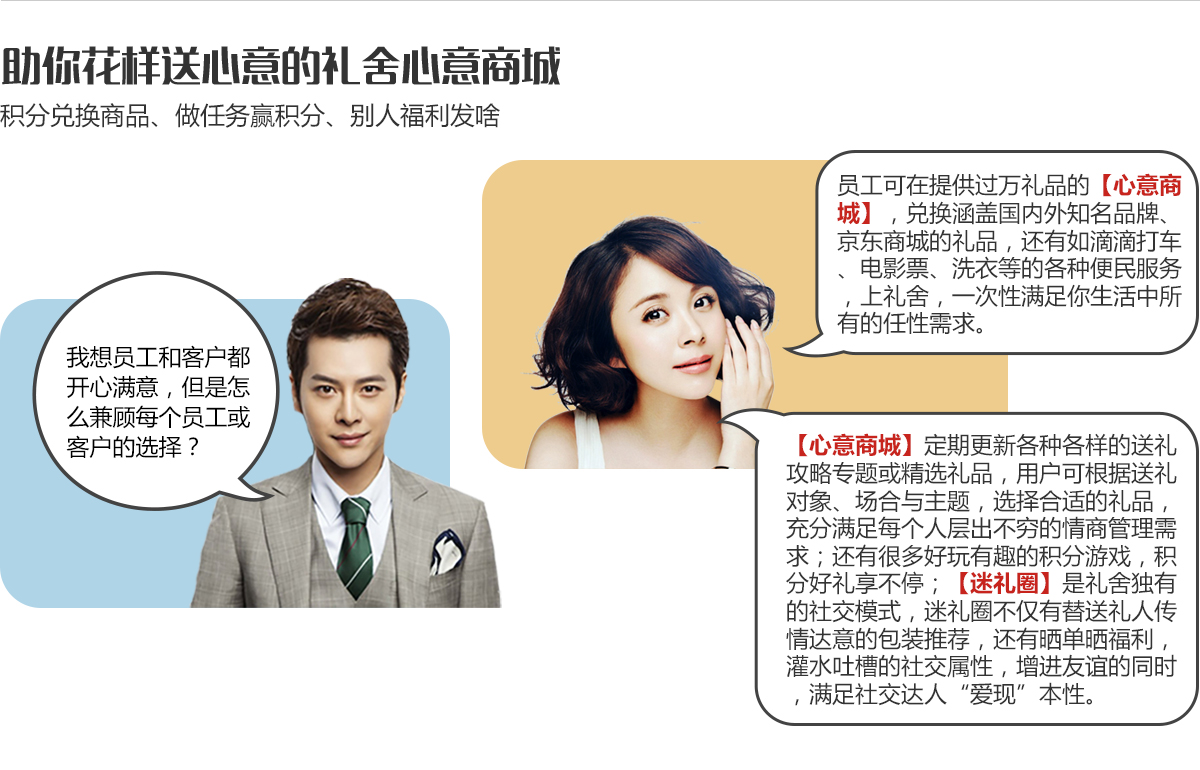 助你花样送心意的礼舍心意商城
积分兑换商品、做任务赢积分、别人福利发啥
员工可在提供过万礼品的【心意商
城】，兑换涵盖国内外知名品牌、
京东商城的礼品，还有如滴滴打车
、电影票、洗衣等的各种便民服务
，上礼舍，一次性满足你生活中所
有的任性需求。
我想员工和客户都
开心满意，但是怎
么兼顾每个员工或
客户的选择？
【心意商城】定期更新各种各样的送礼
攻略专题或精选礼品，用户可根据送礼
对象、场合与主题，选择合适的礼品，
充分满足每个人层出不穷的情商管理需
求；还有很多好玩有趣的积分游戏，积
分好礼享不停；【迷礼圈】是礼舍独有
的社交模式，迷礼圈不仅有替送礼人传
情达意的包装推荐，还有晒单晒福利，
灌水吐槽的社交属性，增进友谊的同时
，满足社交达人“爱现”本性。